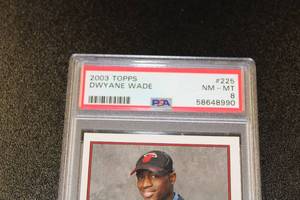 2003 TOPPS #225
DWYANE WADE NM - MT
8
PSA 58648990